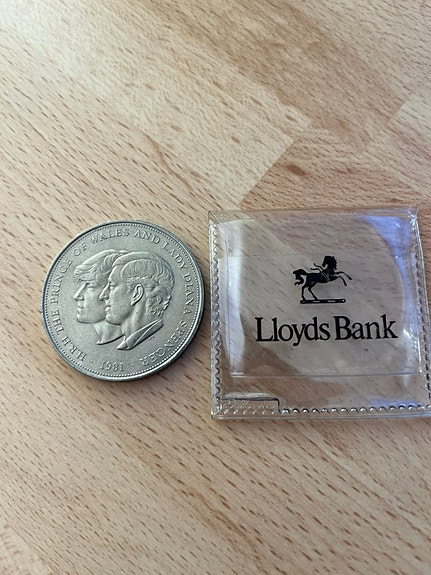 H.R.H. THE PRINCE OF WALES AND LADY DIANA SPENCER
1981
Lloyds Bank